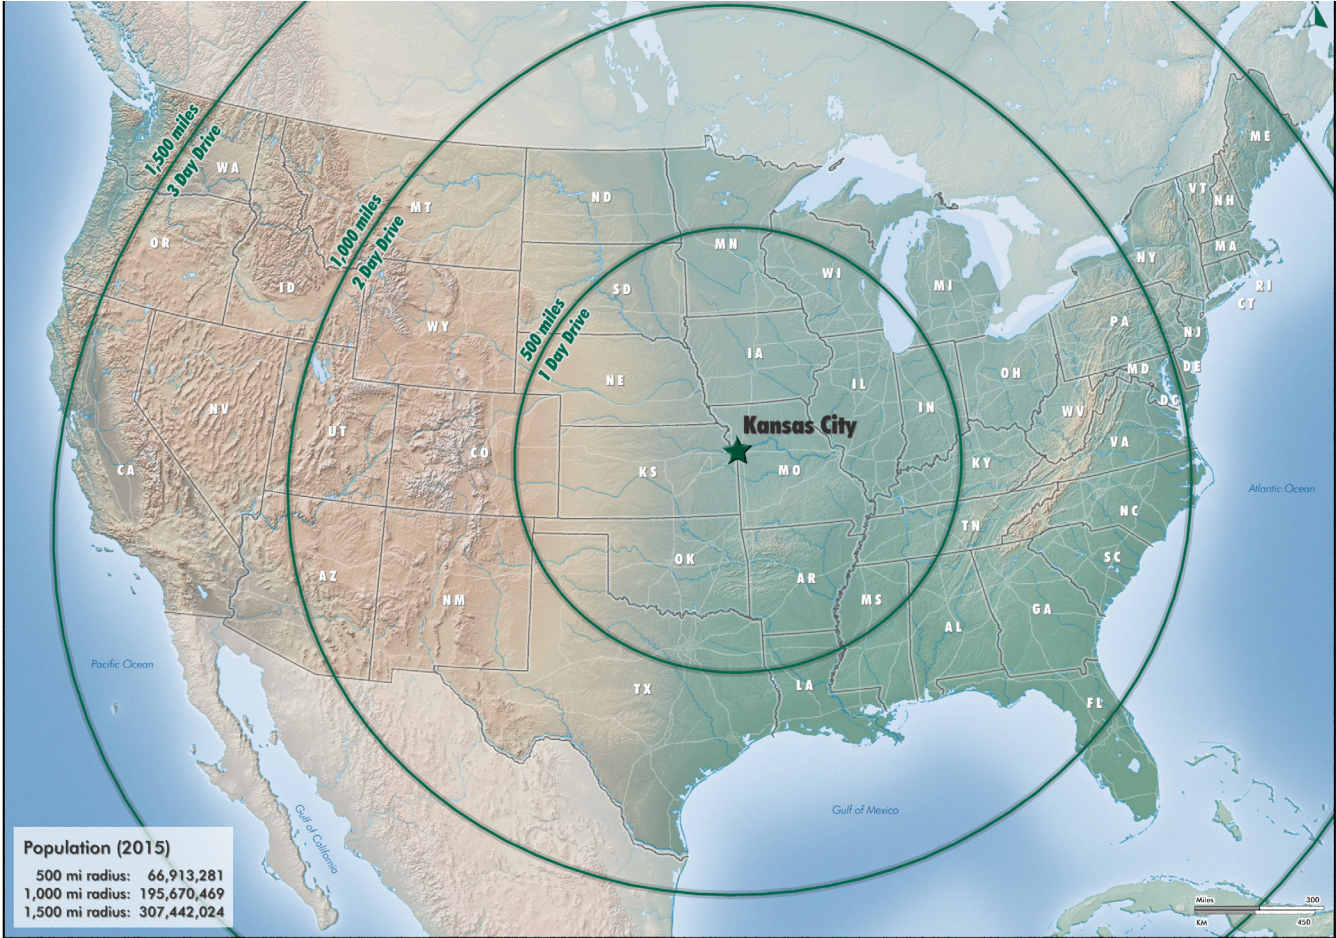 1,500 miles
3 Day Drive
1,000 miles
2 Day Drive
500 miles
1 Day Drive
WA
MT
ND
MN
ME
VT
NH
OR
ID
SD
WI
MI
NY
MA
RI
CT
WY
PA
NJ
IA
NE
IL
IN
OH
MD
DE
DC
NV
UT
CO
Kansas City
WV
VA
CA
KS
MO
KY
Atlantic Ocean
NC
TN
SC
OK
AZ
NM
AR
MS
AL
GA
Pacific Ocean
TX
LA
FL
Gulf of California
Gulf of Mexico
Population (2015)
500 mi radius: 66,913,281
1,000 mi radius: 195,670,469
1,500 mi radius: 307,442,024
Miles 300
KM 450